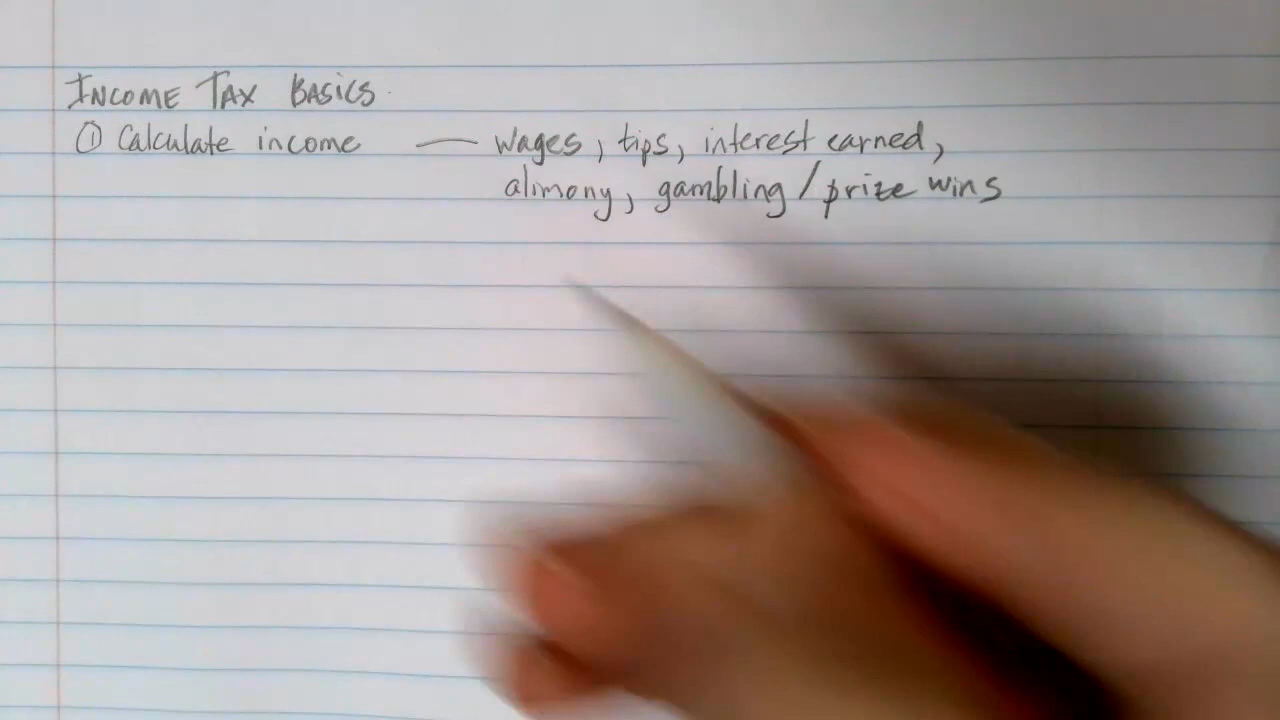 INCOME TAX BASICS
① Calculate income — wages, tips, interest earned,
alimony, gambling/prize wins